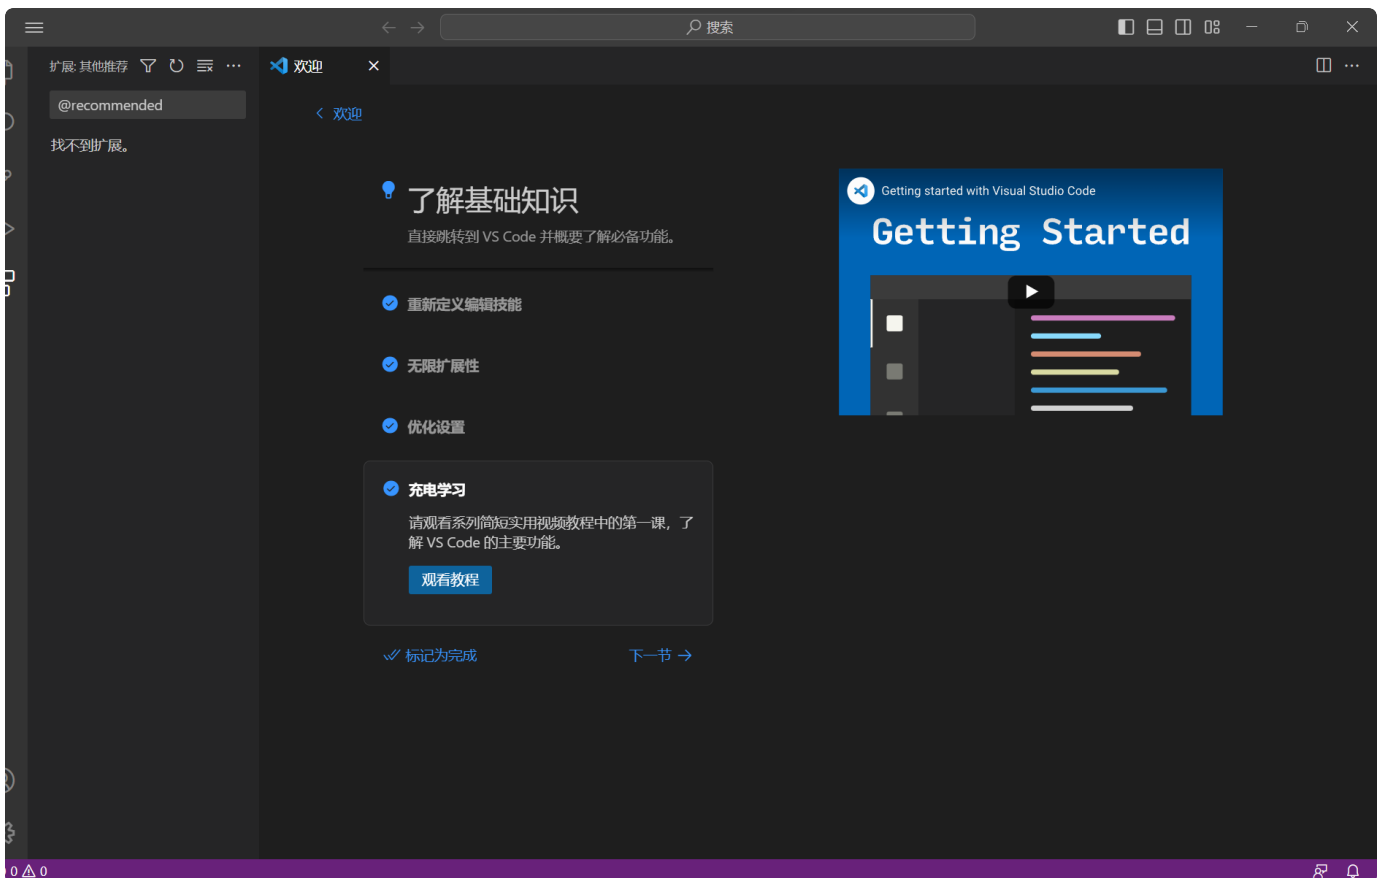 搜索
扩展: 其他推荐
欢迎
@recommended
欢迎
找不到扩展。
了解基础知识
直接跳转到 VS Code 并概要了解必备功能。
重新定义编辑技能
无限扩展性
优化设置
充电学习
请观看系列简短实用视频教程中的第一课，了
解 VS Code 的主要功能。
观看教程
标记为完成
下一节
Getting started with Visual Studio Code
Getting Started
0 0